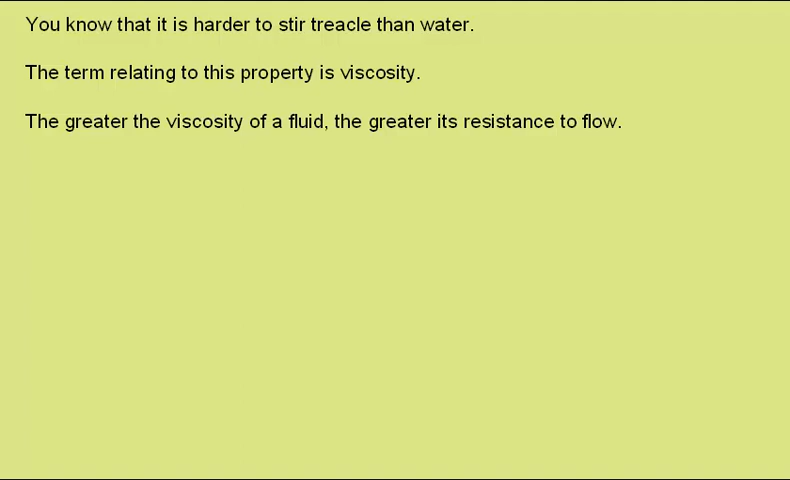 You know that it is harder to stir treacle than water.
The term relating to this property is viscosity.
The greater the viscosity of a fluid, the greater its resistance to flow.